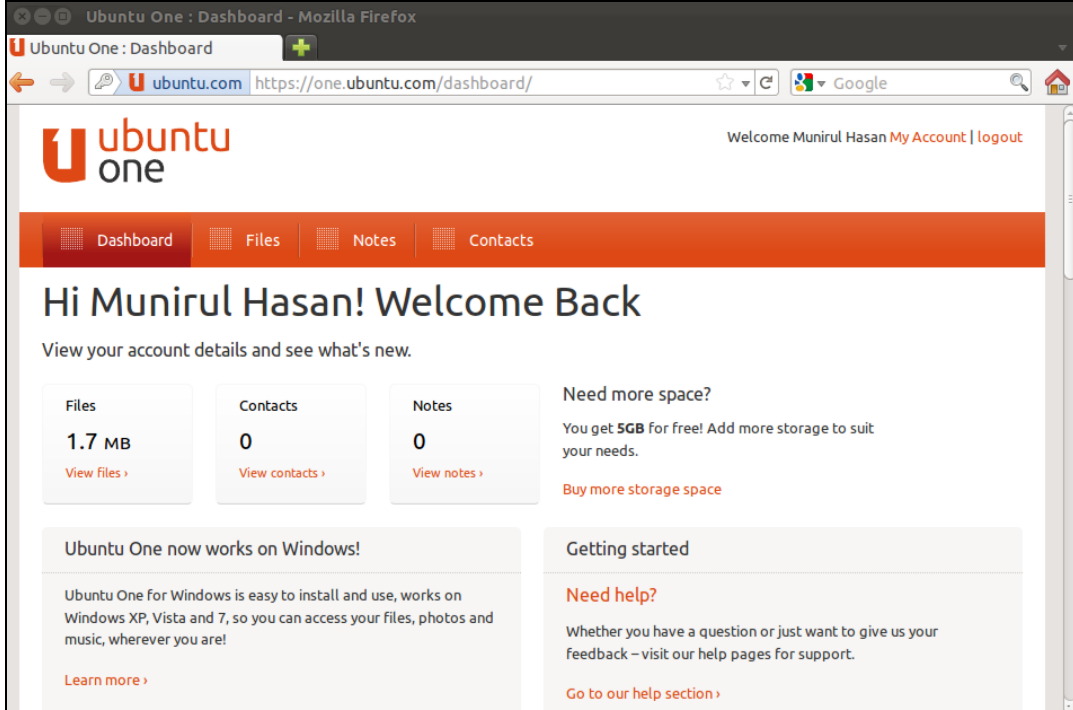 Ubuntu One : Dashboard - Mozilla Firefox
Ubuntu One : Dashboard
ubuntu.com https://one.ubuntu.com/dashboard/
Google
ubuntu
one
Welcome Munirul Hasan My Account | logout
Dashboard Files Notes Contacts
Hi Munirul Hasan! Welcome Back
View your account details and see what's new.
Files
1.7 MB
View files ›
Contacts
0
View contacts ›
Notes
0
View notes ›
Need more space?
You get 5GB for free! Add more storage to suit
your needs.
Buy more storage space
Ubuntu One now works on Windows!
Ubuntu One for Windows is easy to install and use, works on
Windows XP, Vista and 7, so you can access your files, photos and
music, wherever you are!
Learn more ›
Getting started
Need help?
Whether you have a question or just want to give us your
feedback – visit our help pages for support.
Go to our help section ›